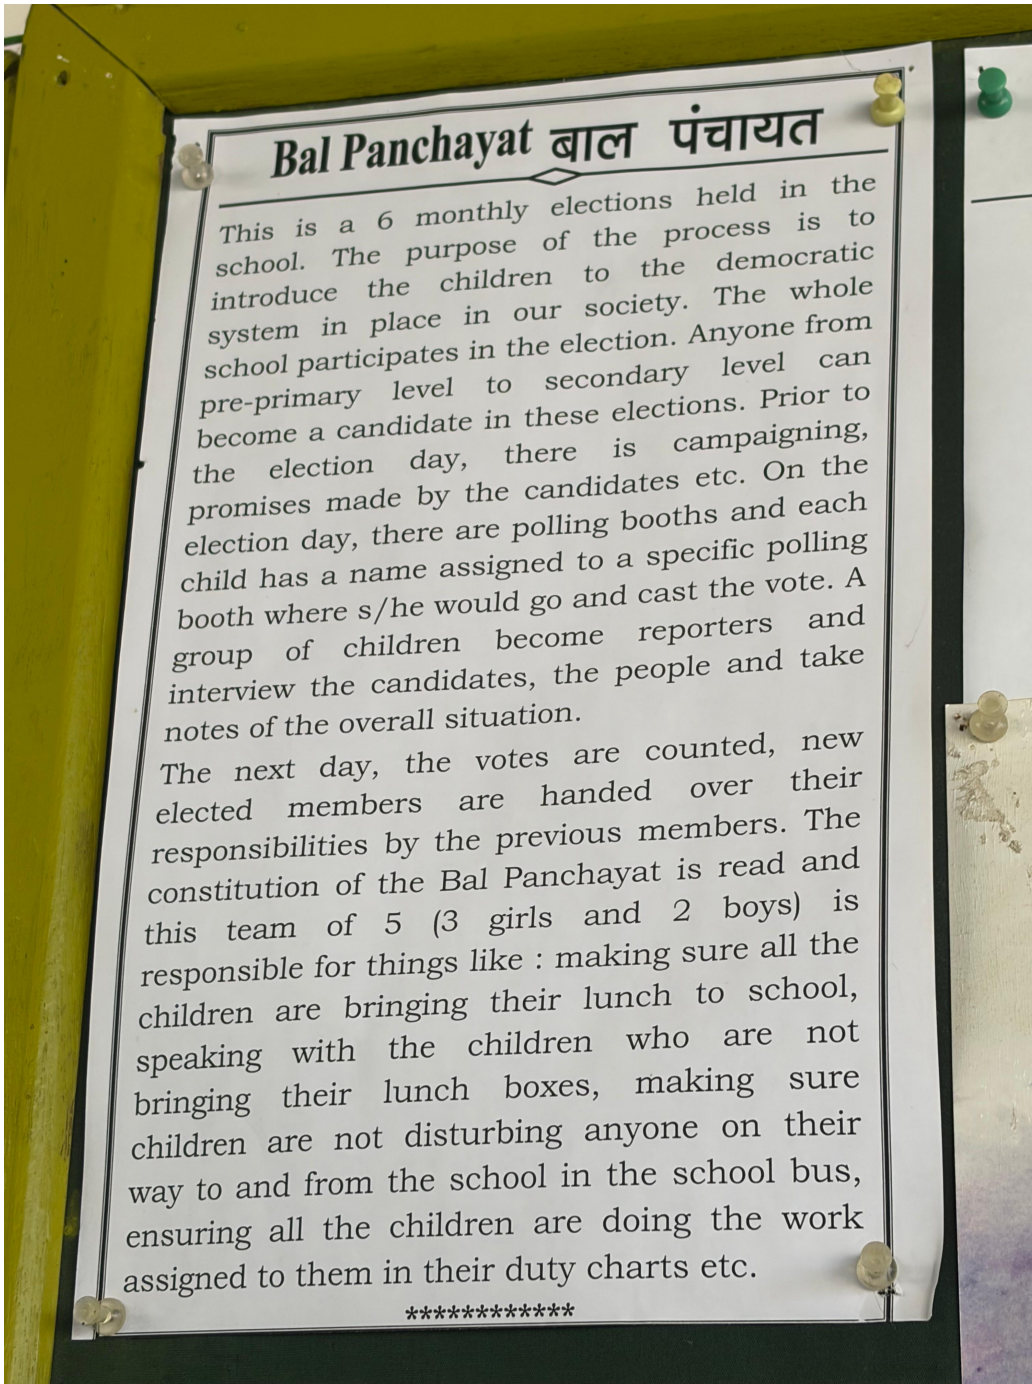 Bal Panchayat बाल पंचायत
This is a 6 monthly elections held in the
school. The purpose of the process is to
introduce the children to the democratic
system in place in our society. The whole
school participates in the election. Anyone from
pre-primary level to secondary level can
become a candidate in these elections. Prior to
the election day, there is campaigning,
promises made by the candidates etc. On the
election day, there are polling booths and each
child has a name assigned to a specific polling
booth where s/he would go and cast the vote. A
group of children become reporters and
interview the candidates, the people and take
notes of the overall situation.
The next day, the votes are counted, new
elected members are handed over their
responsibilities by the previous members. The
constitution of the Bal Panchayat is read and
this team of 5 (3 girls and 2 boys) is
responsible for things like : making sure all the
children are bringing their lunch to school,
speaking with the children who are not
bringing their lunch boxes, making sure
children are not disturbing anyone on their
way to and from the school in the school bus,
ensuring all the children are doing the work
assigned to them in their duty charts etc.
************